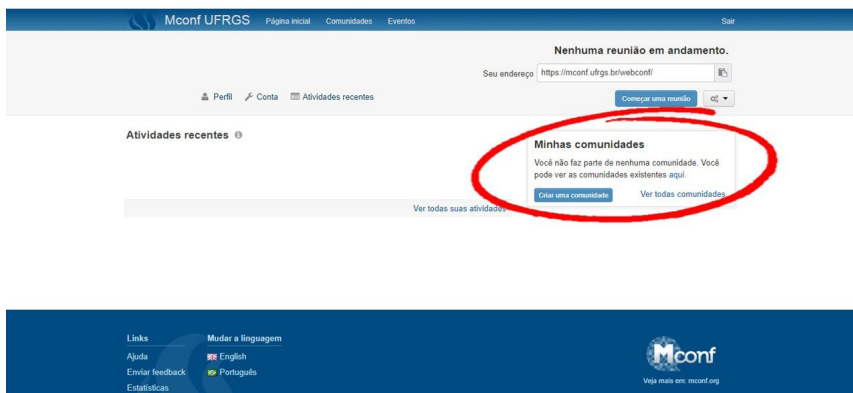 Mconf UFRGS Página inicial Comunidades Eventos Sair
Nenhuma reunião em andamento.
Seu endereço https://mconf.ufrgs.br/webconf/
Perfil Conta Atividades recentes
Começar uma reunião
Atividades recentes
Minhas comunidades
Você não faz parte de nenhuma comunidade. Você
pode ver as comunidades existentes aqui.
Criar uma comunidade Ver todas comunidades
Ver todas suas atividades
Links Mudar a linguagem
Ajuda English
Enviar feedback Português
Estatísticas
Mconf
Veja mais em: mconf.org